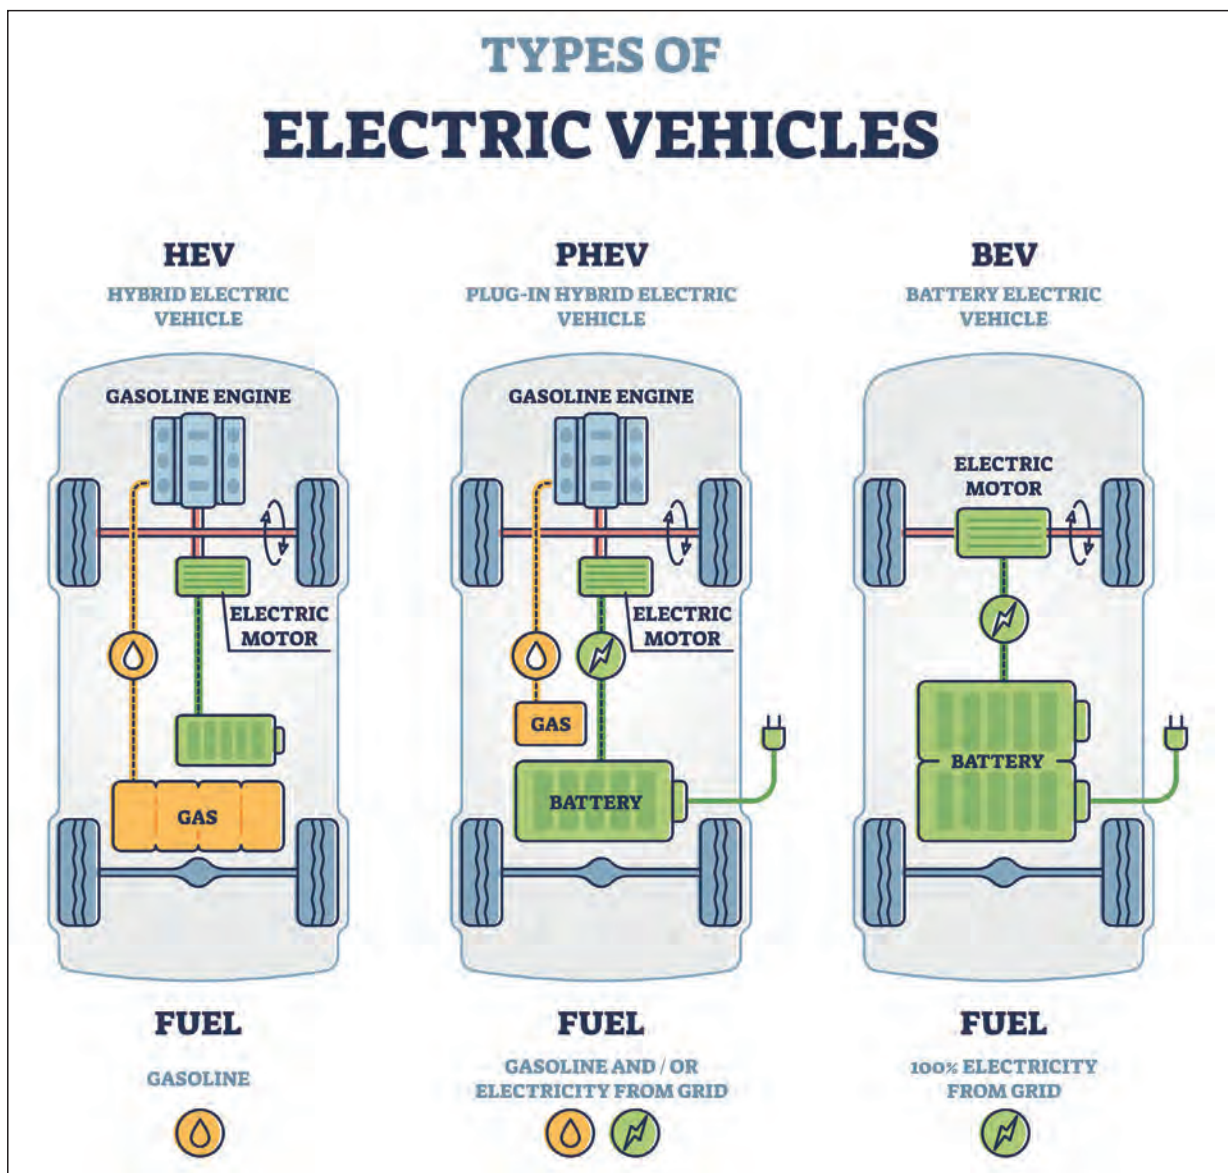 TYPES OF
ELECTRIC VEHICLES
HEV
HYBRID ELECTRIC
VEHICLE
GASOLINE ENGINE
ELECTRIC
MOTOR
GAS
FUEL
GASOLINE
PHEV
PLUG-IN HYBRID ELECTRIC
VEHICLE
GASOLINE ENGINE
ELECTRIC
MOTOR
GAS
BATTERY
FUEL
GASOLINE AND / OR
ELECTRICITY FROM GRID
BEV
BATTERY ELECTRIC
VEHICLE
ELECTRIC
MOTOR
BATTERY
FUEL
100% ELECTRICITY
FROM GRID